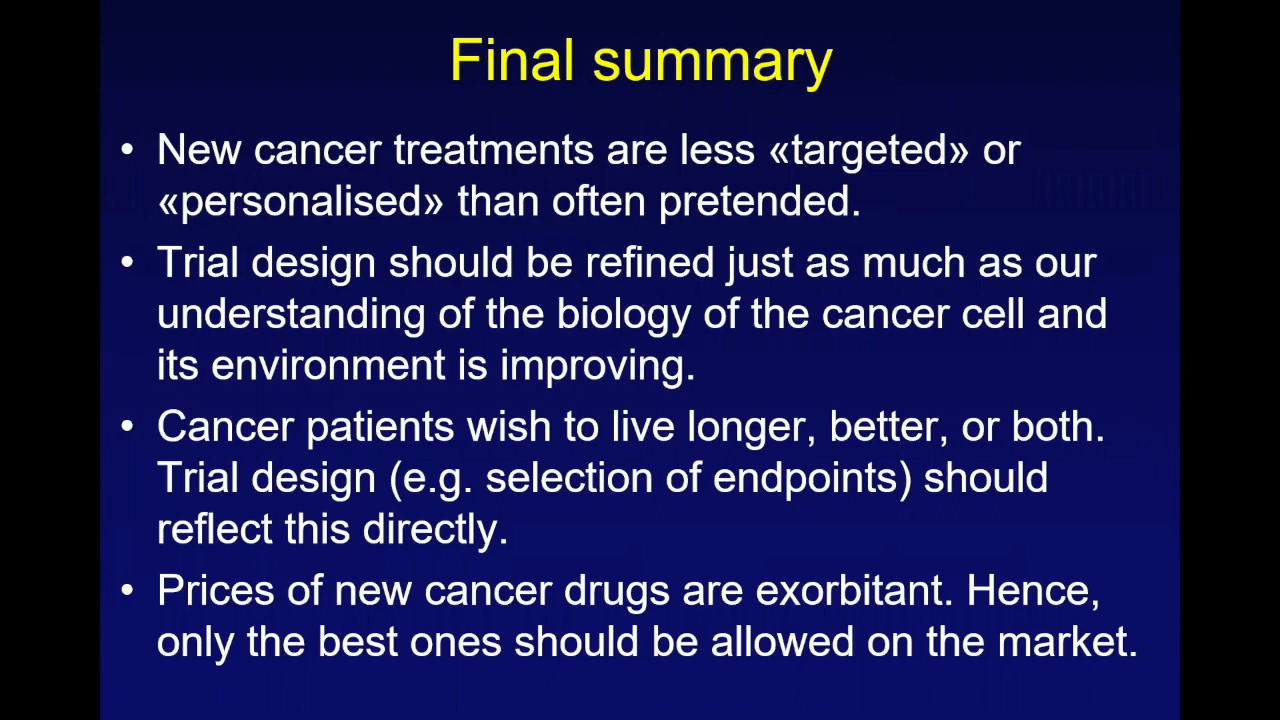 Final summary
• New cancer treatments are less «targeted» or
«personalised» than often pretended.
• Trial design should be refined just as much as our
understanding of the biology of the cancer cell and
its environment is improving.
• Cancer patients wish to live longer, better, or both.
Trial design (e.g. selection of endpoints) should
reflect this directly.
• Prices of new cancer drugs are exorbitant. Hence,
only the best ones should be allowed on the market.